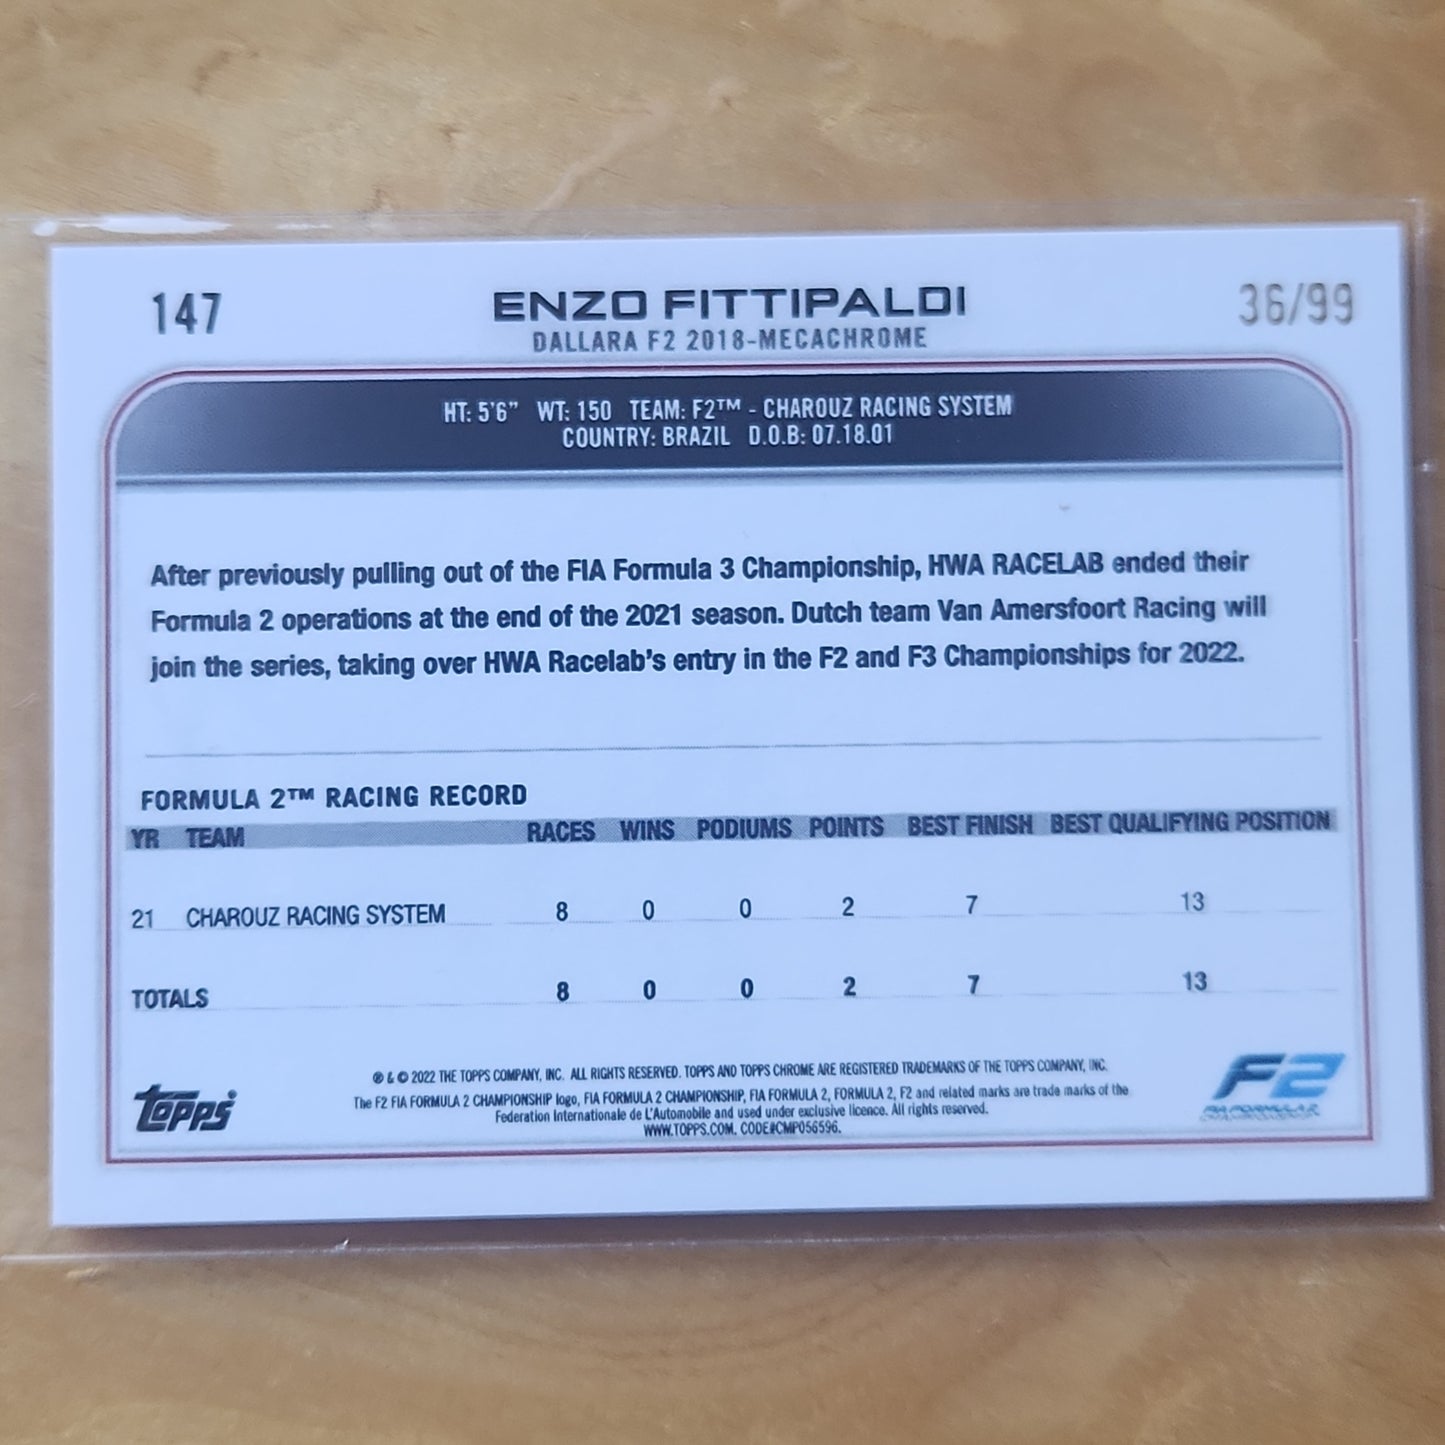 147
ENZO FITTIPALDI
36/99
DALLARA F2 2018-MECACHROME
HT: 5'6" WT: 150 TEAM: F2™ - CHAROUZ RACING SYSTEM
COUNTRY: BRAZIL D.O.B: 07.18.01
After previously pulling out of the FIA Formula 3 Championship, HWA RACELAB ended their
Formula 2 operations at the end of the 2021 season. Dutch team Van Amersfoort Racing will
join the series, taking over HWA Racelab's entry in the F2 and F3 Championships for 2022.
FORMULA 2™ RACING RECORD
YR TEAM RACES WINS PODIUMS POINTS BEST FINISH BEST QUALIFYING POSITION
21 CHAROUZ RACING SYSTEM 8 0 0 2 7 13
TOTALS 8 0 0 2 7 13
Topps
® & © 2022 THE TOPPS COMPANY, INC. ALL RIGHTS RESERVED. TOPPS AND TOPPS CHROME ARE REGISTERED TRADEMARKS OF THE TOPPS COMPANY, INC.
The F2 FIA FORMULA 2 CHAMPIONSHIP logo, FIA FORMULA 2 CHAMPIONSHIP, FIA FORMULA 2, FORMULA 2, F2 and related marks are trade marks of the
Federation Internationale de L'Automobile and used under exclusive licence. All rights reserved.
WWW.TOPPS.COM. CODE#CMP056596.
F2
FIA FORMULA 2